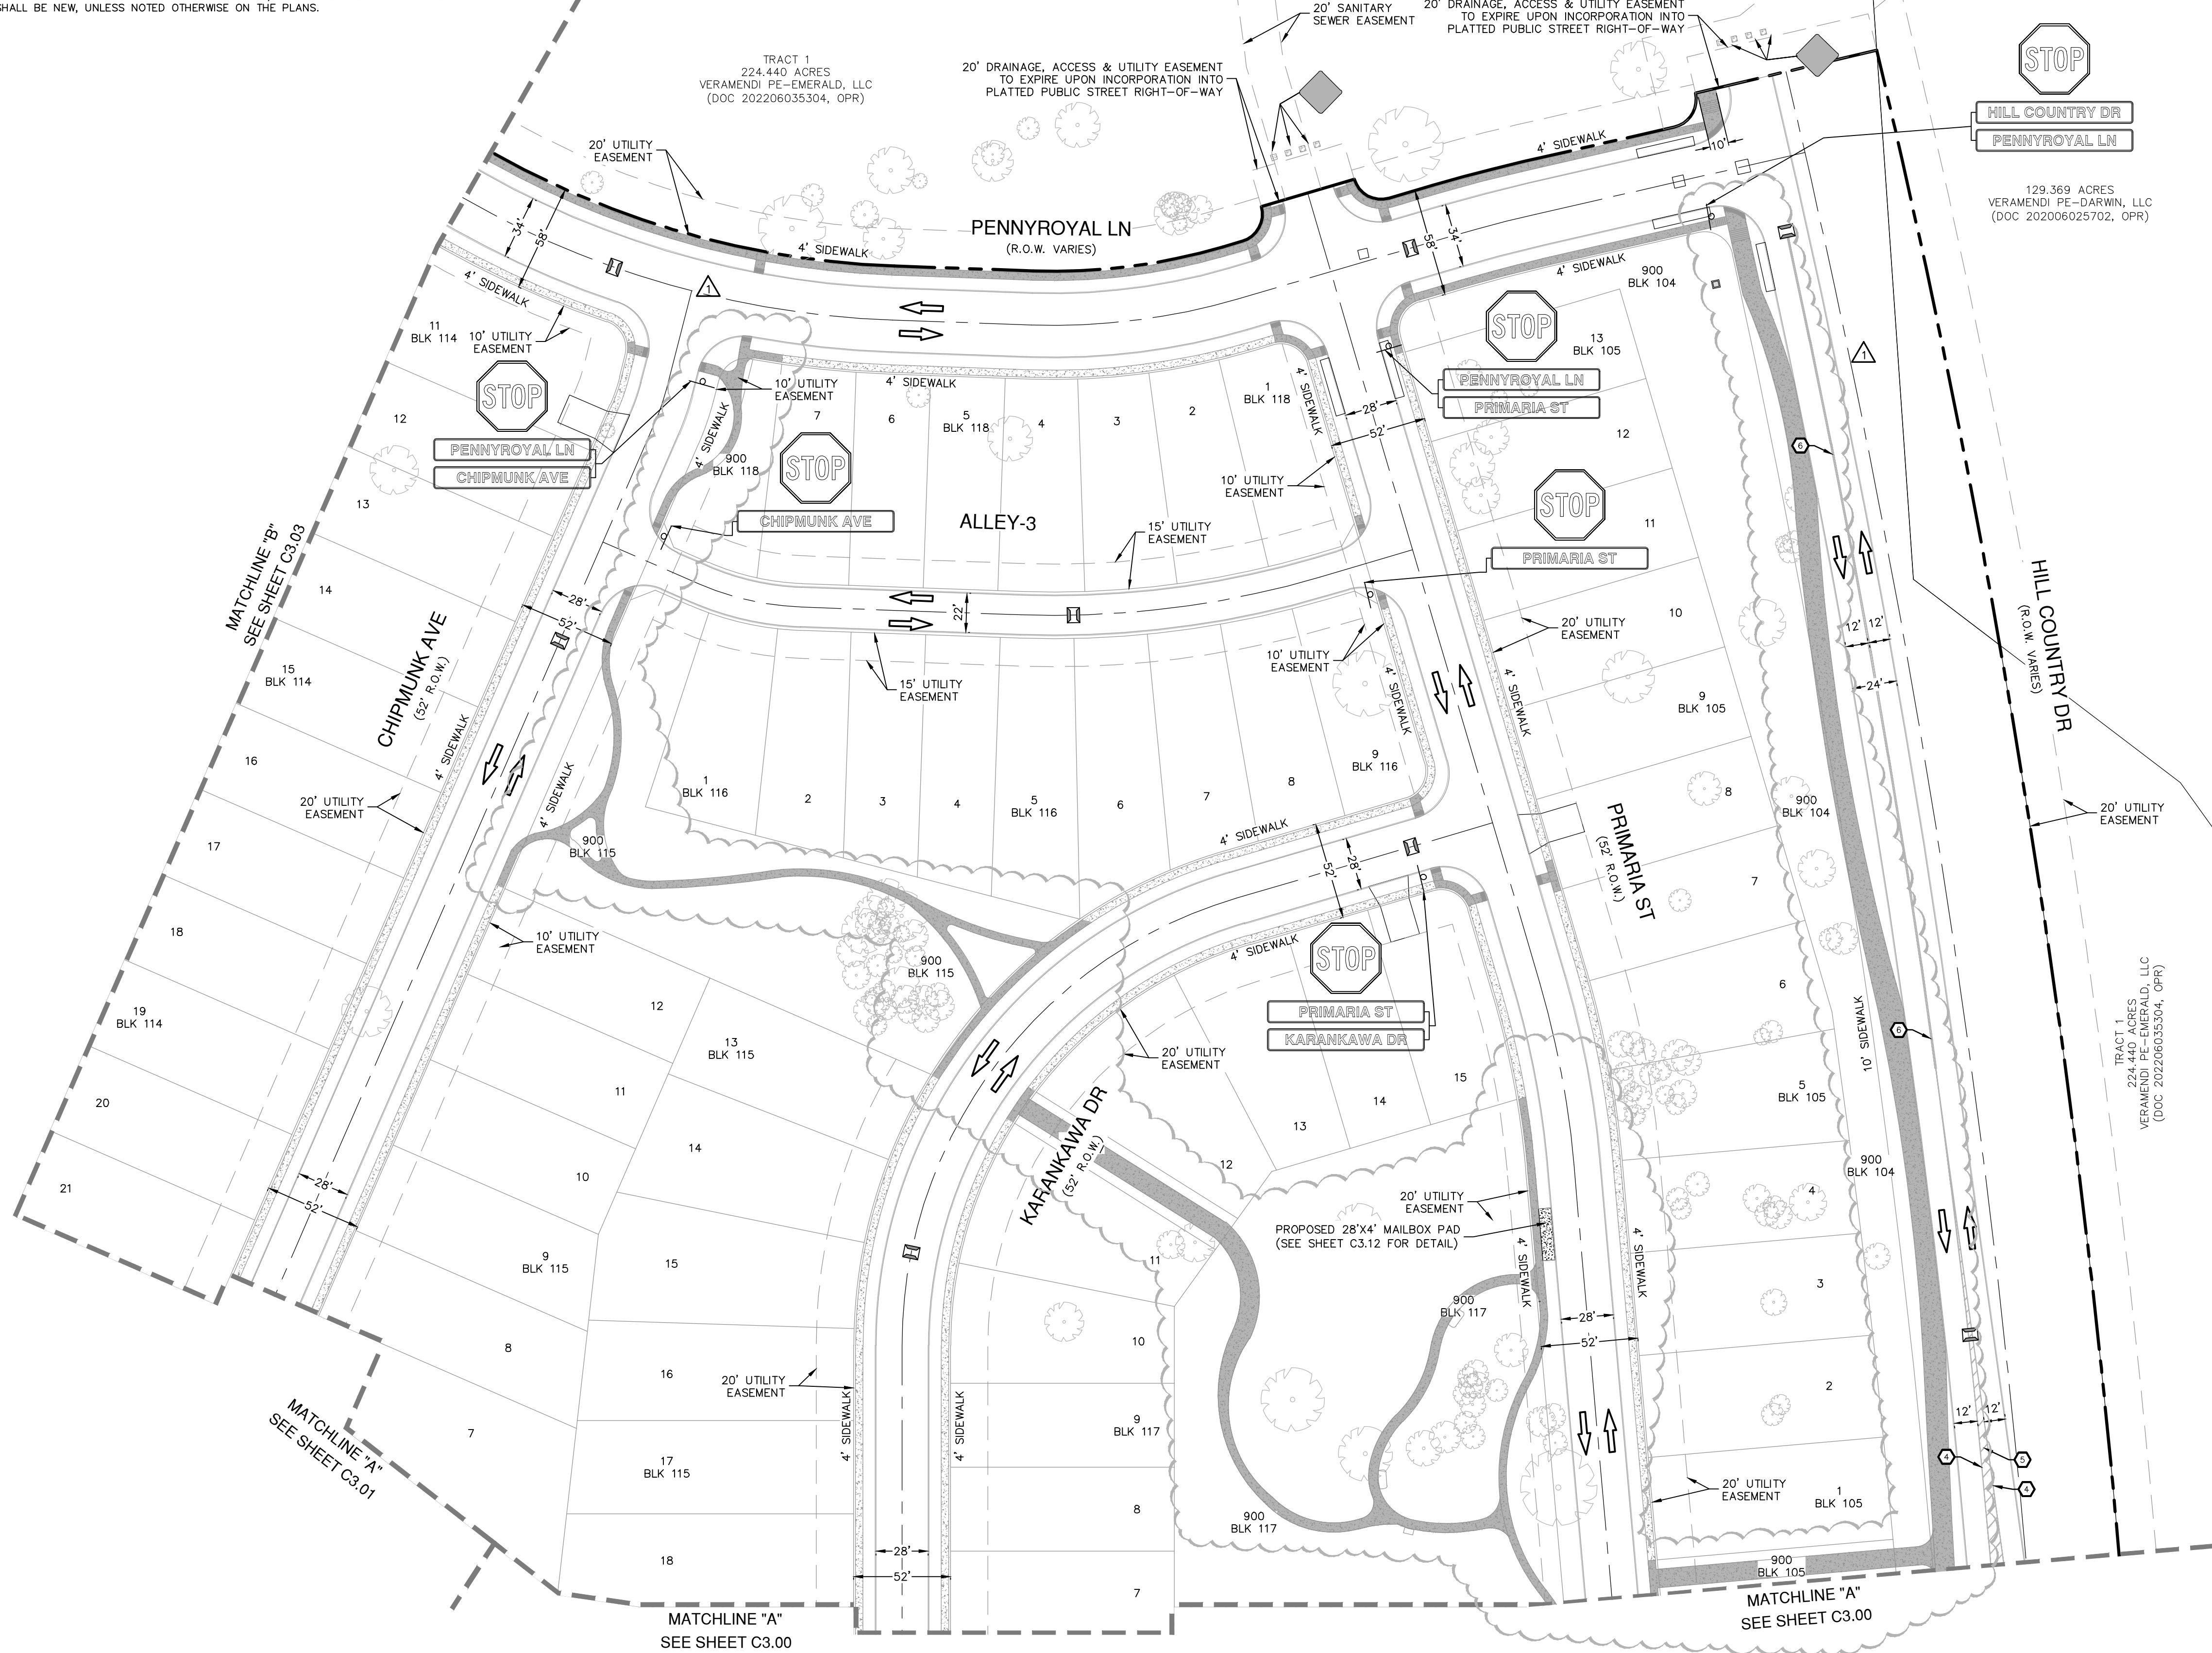 SHALL BE NEW, UNLESS NOTED OTHERWISE ON THE PLANS.
TRACT 1
224.440 ACRES
VERAMENDI PE-EMERALD, LLC
(DOC 202206035304, OPR)
20' SANITARY
SEWER EASEMENT
20' DRAINAGE, ACCESS & UTILITY EASEMENT
TO EXPIRE UPON INCORPORATION INTO
PLATTED PUBLIC STREET RIGHT-OF-WAY
20' DRAINAGE, ACCESS & UTILITY EASEMENT
TO EXPIRE UPON INCORPORATION INTO
PLATTED PUBLIC STREET RIGHT-OF-WAY
STOP
HILL COUNTRY DR
PENNYROYAL LN
129.369 ACRES
VERAMENDI PE-DARWIN, LLC
(DOC 202006025702, OPR)
20' UTILITY
EASEMENT
4' SIDEWALK
10'
34'
58'
PENNYROYAL LN
(R.O.W. VARIES)
4' SIDEWALK
58'
34'
4' SIDEWALK
900
BLK 104
4' SIDEWALK
1
1
11
BLK 114
10' UTILITY
EASEMENT
STOP
PENNYROYAL LN
CHIPMUNK AVE
10' UTILITY
EASEMENT
4' SIDEWALK
4' SIDEWALK
900
BLK 118
7
6
5
BLK 118
4
3
2
1
BLK 118
4' SIDEWALK
28'
52'
STOP
PENNYROYAL LN
PRIMARIA ST
13
BLK 105
12
13
14
15
BLK 114
16
17
18
19
BLK 114
20
21
STOP
CHIPMUNK AVE
ALLEY-3
10' UTILITY
EASEMENT
15' UTILITY
EASEMENT
STOP
PRIMARIA ST
12
11
10
9
BLK 105
8
7
6
5
BLK 105
4
3
2
1
BLK 105
6
MATCHLINE "B"
SEE SHEET C3.03
CHIPMUNK AVE
(52' R.O.W.)
28'
52'
22'
15' UTILITY
EASEMENT
10' UTILITY
EASEMENT
20' UTILITY
EASEMENT
4' SIDEWALK
4' SIDEWALK
12'
12'
24'
HILL COUNTRY DR
(R.O.W. VARIES)
4' SIDEWALK
4' SIDEWALK
20' UTILITY
EASEMENT
1
BLK 116
2
3
4
5
BLK 116
6
7
8
9
BLK 116
PRIMARIA ST
(52' R.O.W.)
900
BLK 104
20' UTILITY
EASEMENT
900
BLK 115
4' SIDEWALK
52'
28'
10' UTILITY
EASEMENT
900
BLK 115
4' SIDEWALK
STOP
PRIMARIA ST
KARANKAWA DR
20' UTILITY
EASEMENT
10' SIDEWALK
6
TRACT 1
224.440 ACRES
VERAMENDI PE-EMERALD, LLC
(DOC 202206035304, OPR)
12
13
BLK 115
11
14
10
9
BLK 115
15
8
16
7
17
BLK 115
18
KARANKAWA DR
(52' R.O.W.)
15
14
13
12
11
10
9
BLK 117
8
7
900
BLK 104
28'
52'
20' UTILITY
EASEMENT
PROPOSED 28'X4' MAILBOX PAD
(SEE SHEET C3.12 FOR DETAIL)
4' SIDEWALK
4' SIDEWALK
900
BLK 117
28'
52'
20' UTILITY
EASEMENT
4' SIDEWALK
4' SIDEWALK
12'
12'
4
5
4
20' UTILITY
EASEMENT
900
BLK 117
28'
52'
900
BLK 105
MATCHLINE "A"
SEE SHEET C3.01
MATCHLINE "A"
SEE SHEET C3.00
MATCHLINE "A"
SEE SHEET C3.00